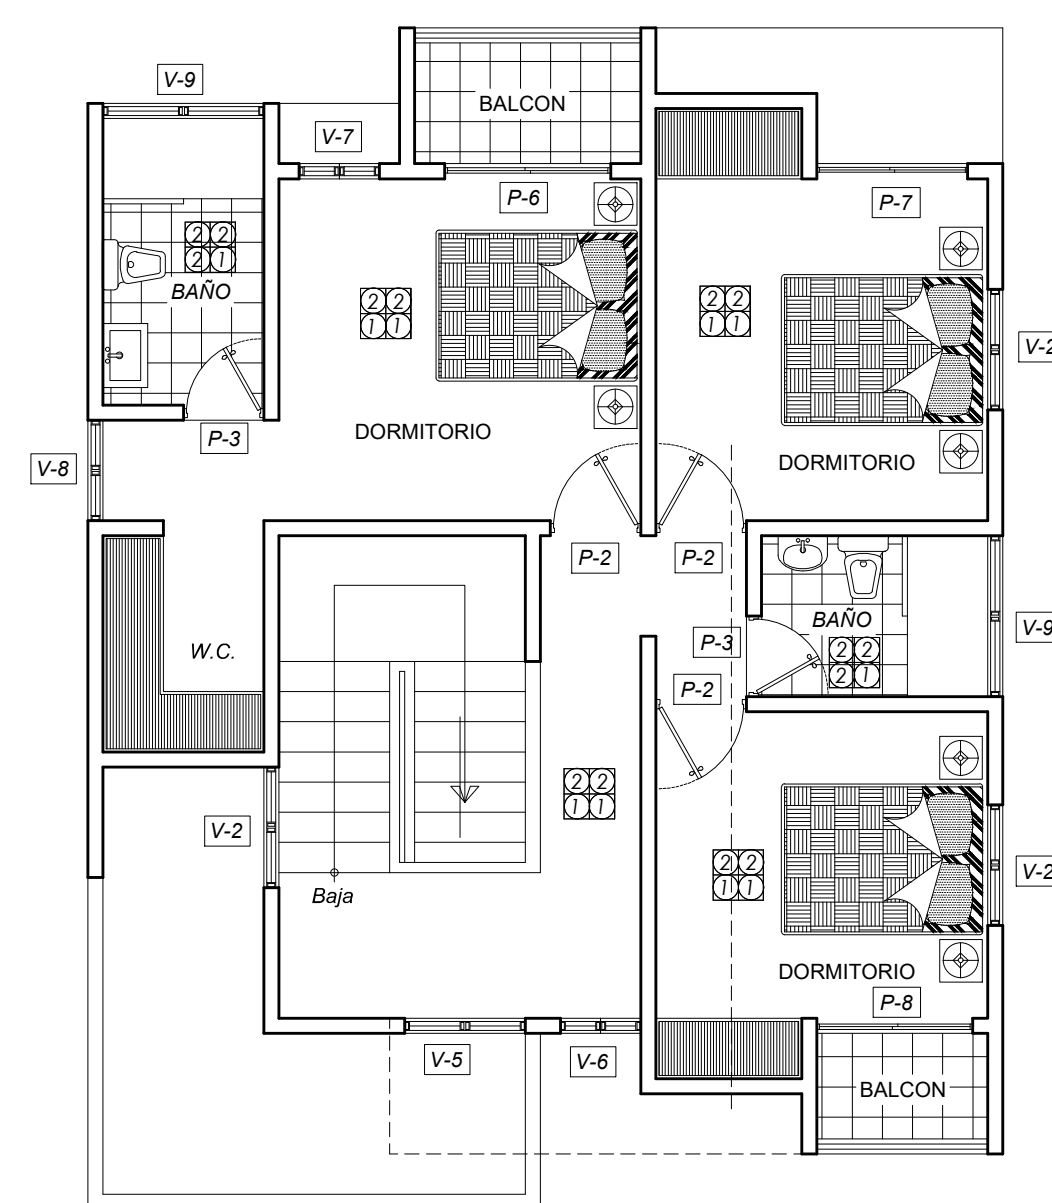 V-9
BALCON
V-7
P-6
P-7
2 2
2 1
BAÑO
2 2
1 1
2 2
1 1
V-2
P-3
DORMITORIO
V-8
DORMITORIO
P-2
P-2
BAÑO
V-9
P-3
W.C.
2 2
2 1
P-2
2 2
1 1
V-2
2 2
1 1
V-2
Baja
DORMITORIO
P-8
V-5
V-6
BALCON